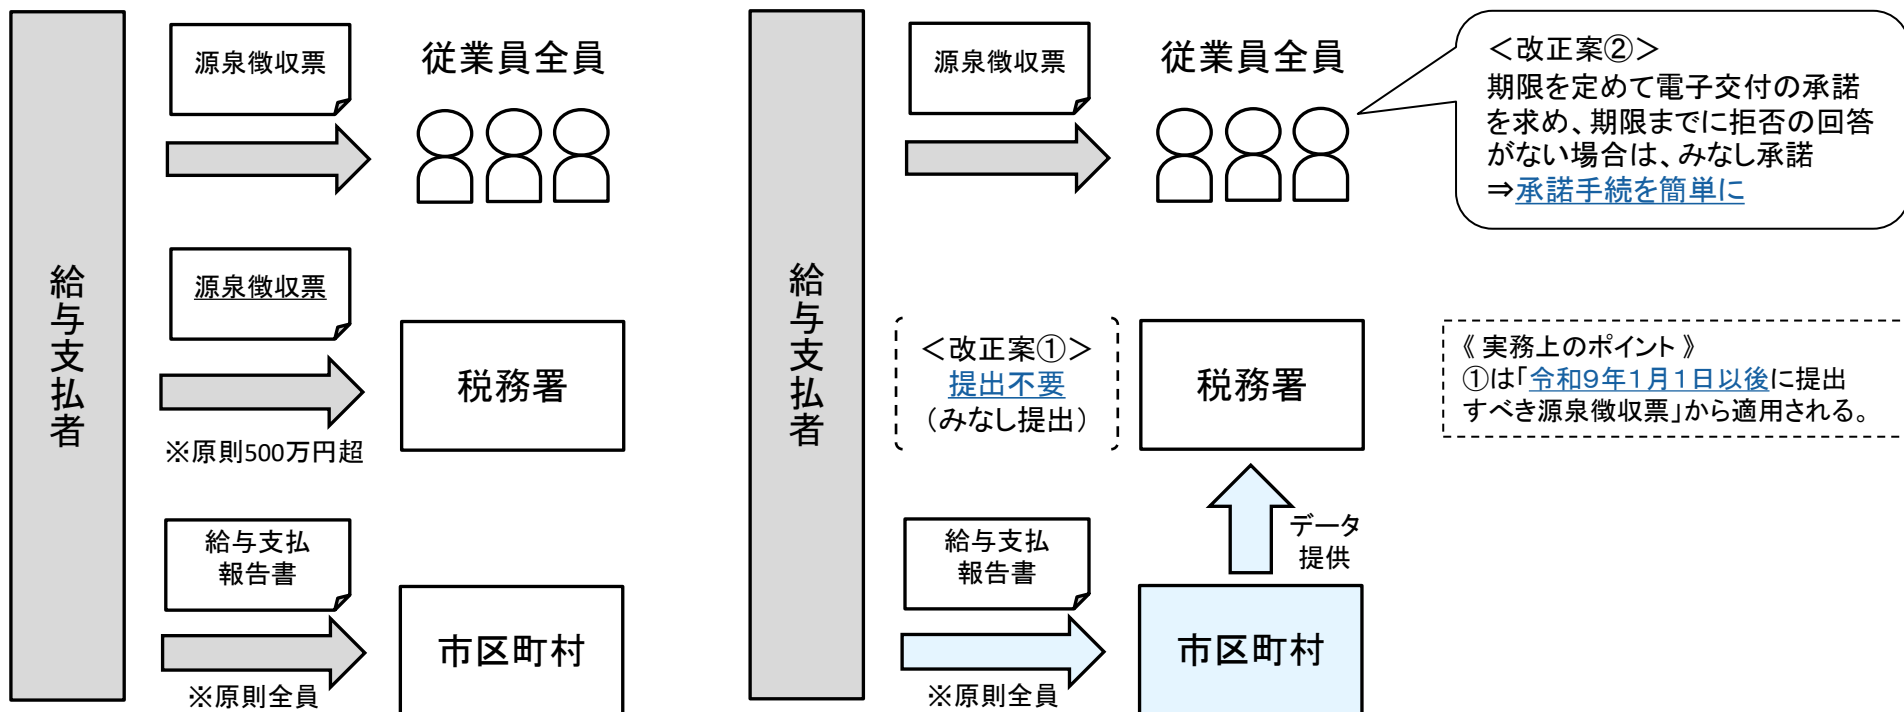 給与支払者
源泉徴収票
従業員全員
源泉徴収票
税務署
※原則500万円超
給与支払
報告書
市区町村
※原則全員
給与支払者
源泉徴収票
従業員全員
＜改正案②＞
期限を定めて電子交付の承諾
を求め、期限までに拒否の回答
がない場合は、みなし承諾
⇒承諾手続を簡単に
＜改正案①＞
提出不要
（みなし提出）
税務署
《 実務上のポイント 》
①は「令和９年１月１日以後に提出
すべき源泉徴収票」から適用される。
データ
提供
給与支払
報告書
市区町村
※原則全員